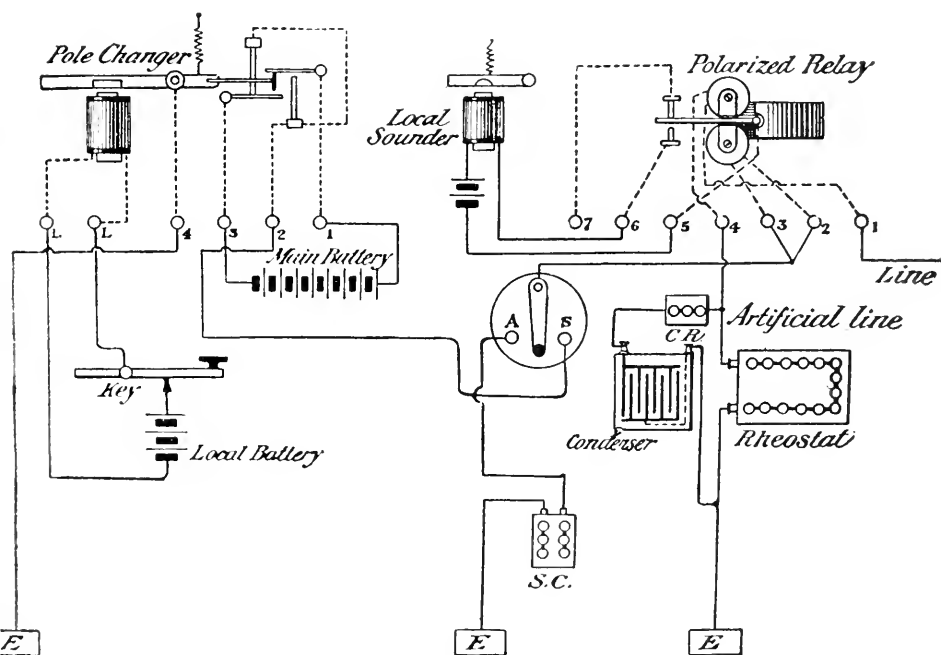 Pole Changer
Polarized Relay
Local
Sounder
L
L
4
3
2
1
7
6
5
4
3
2
1
Main Battery
Line
A
S
C.R.
Artificial line
Key
Condenser
Rheostat
Local Battery
S.C.
E
E
E